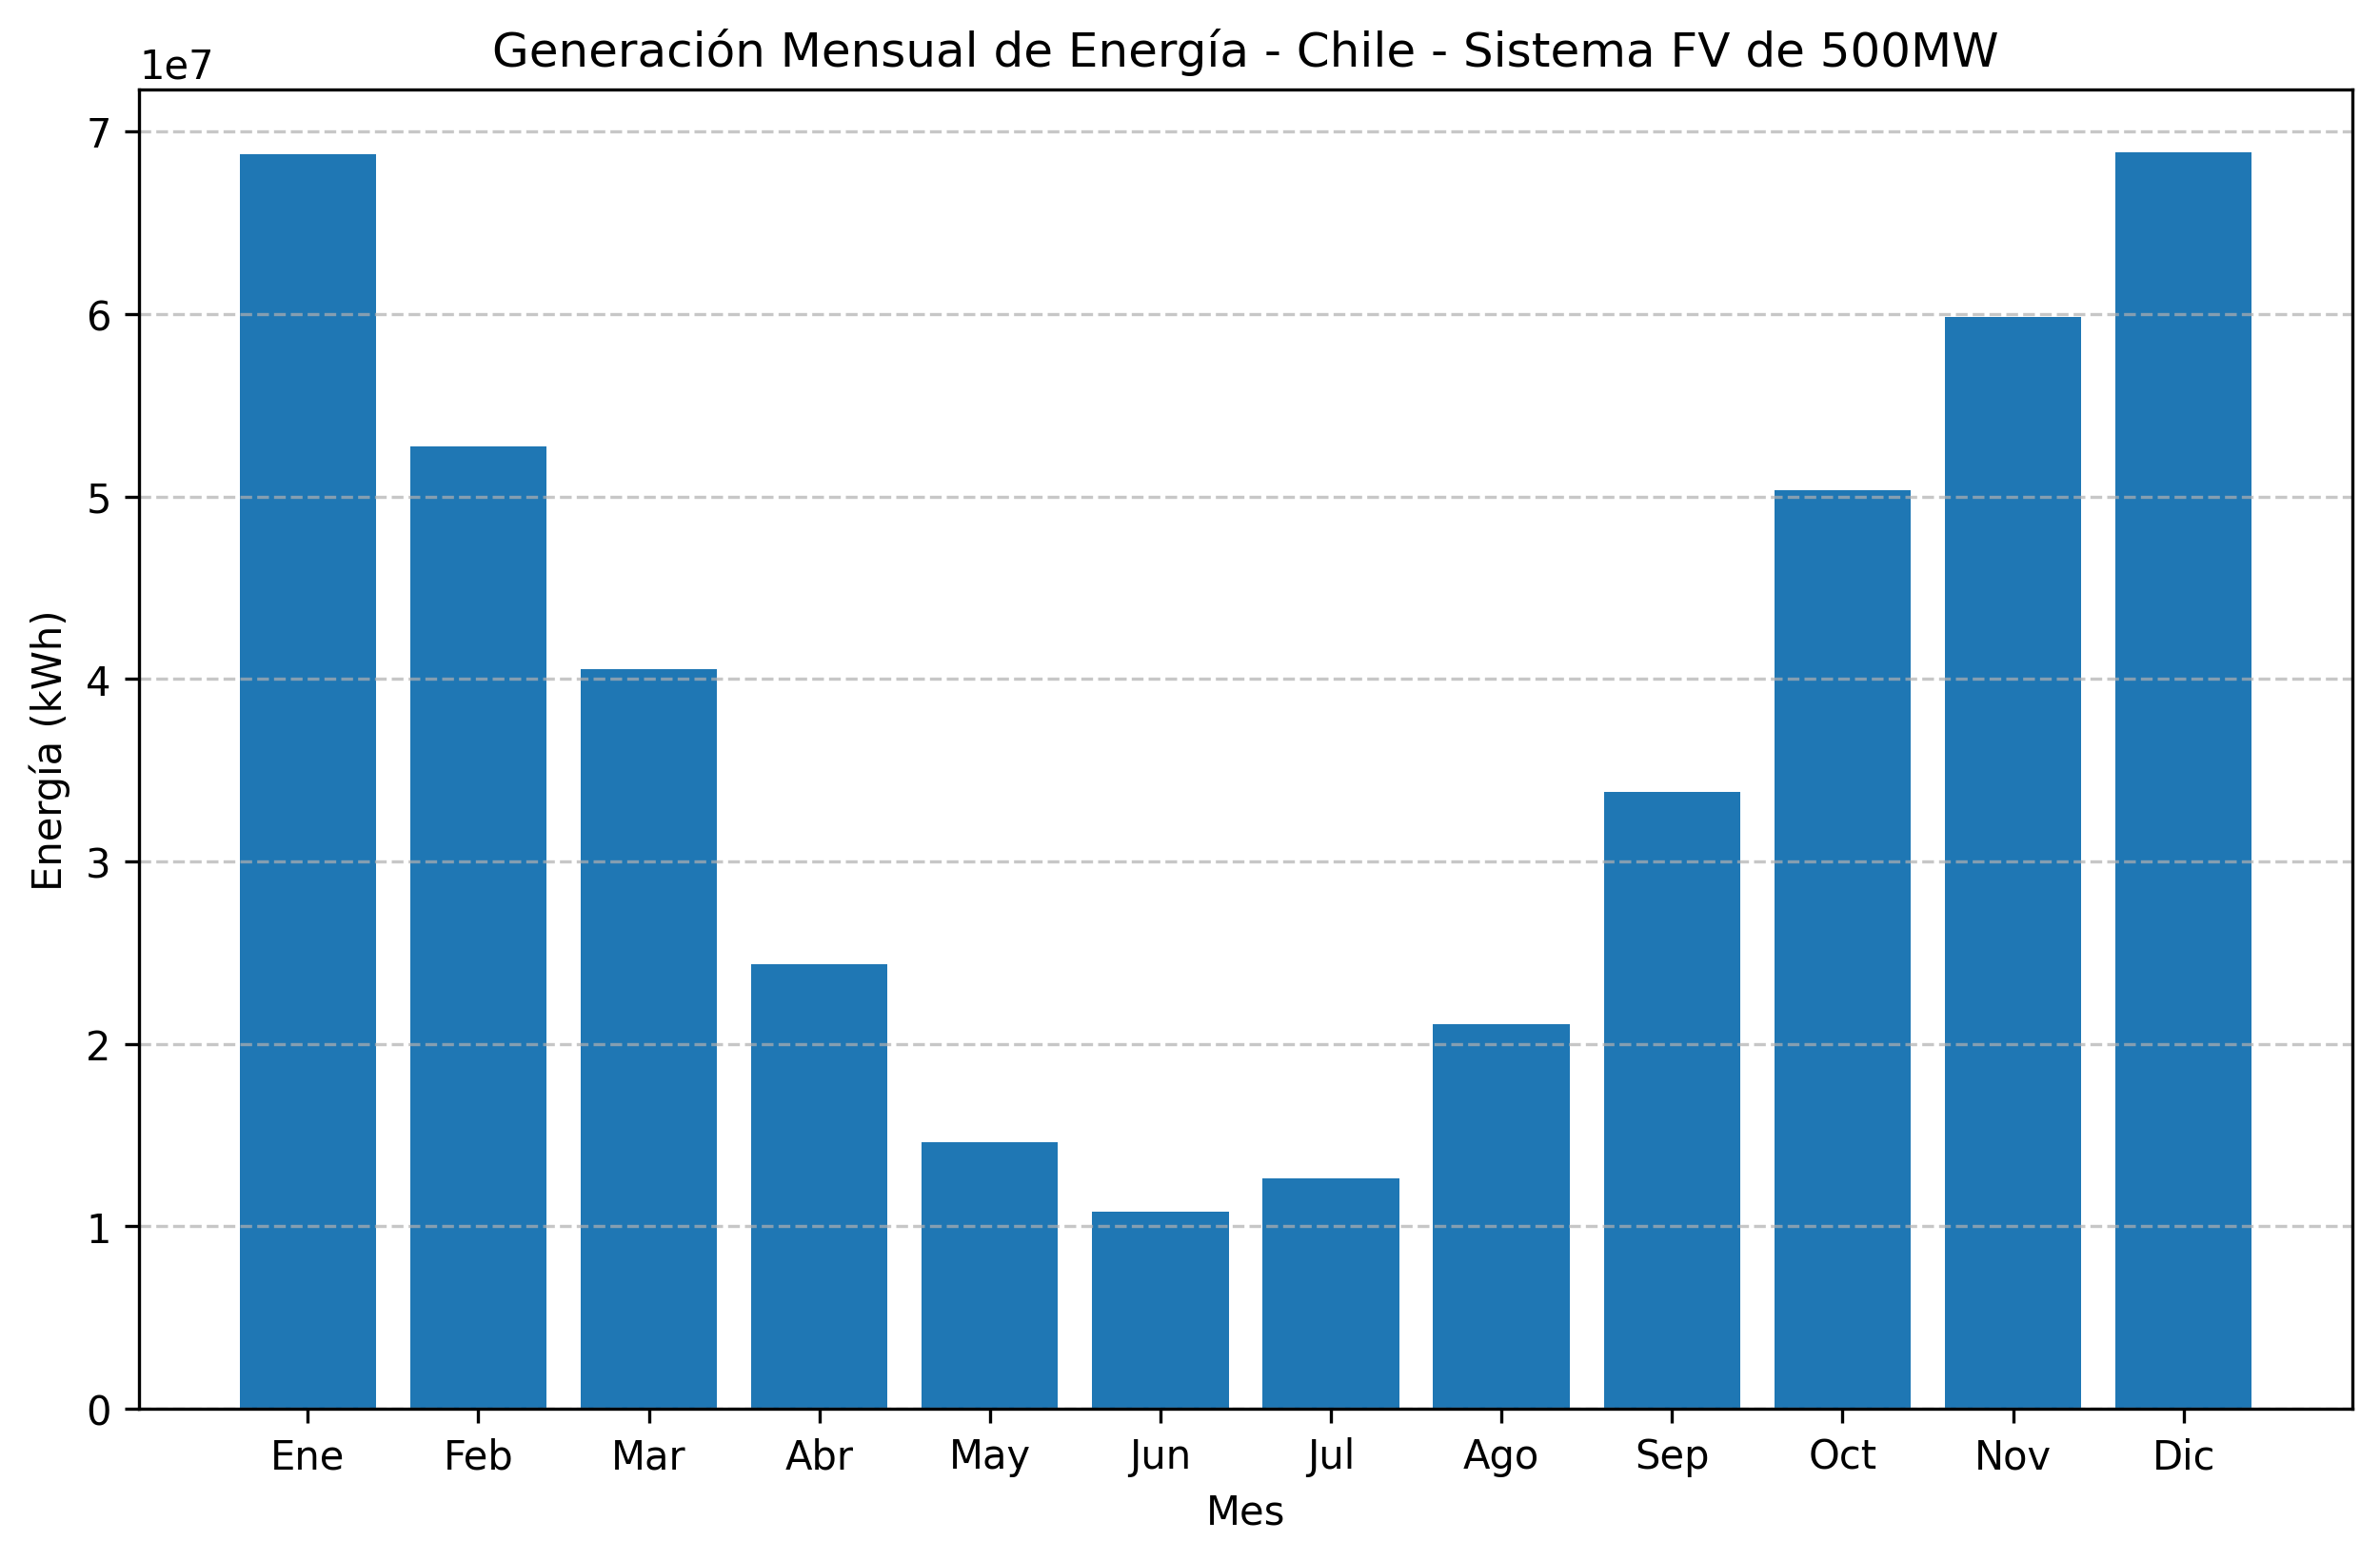 Generación Mensual de Energía - Chile - Sistema FV de 500MW
1e7
7
6
5
4
3
2
1
0
Energía (kWh)
Ene Feb Mar Abr May Jun Jul Ago Sep Oct Nov Dic
Mes